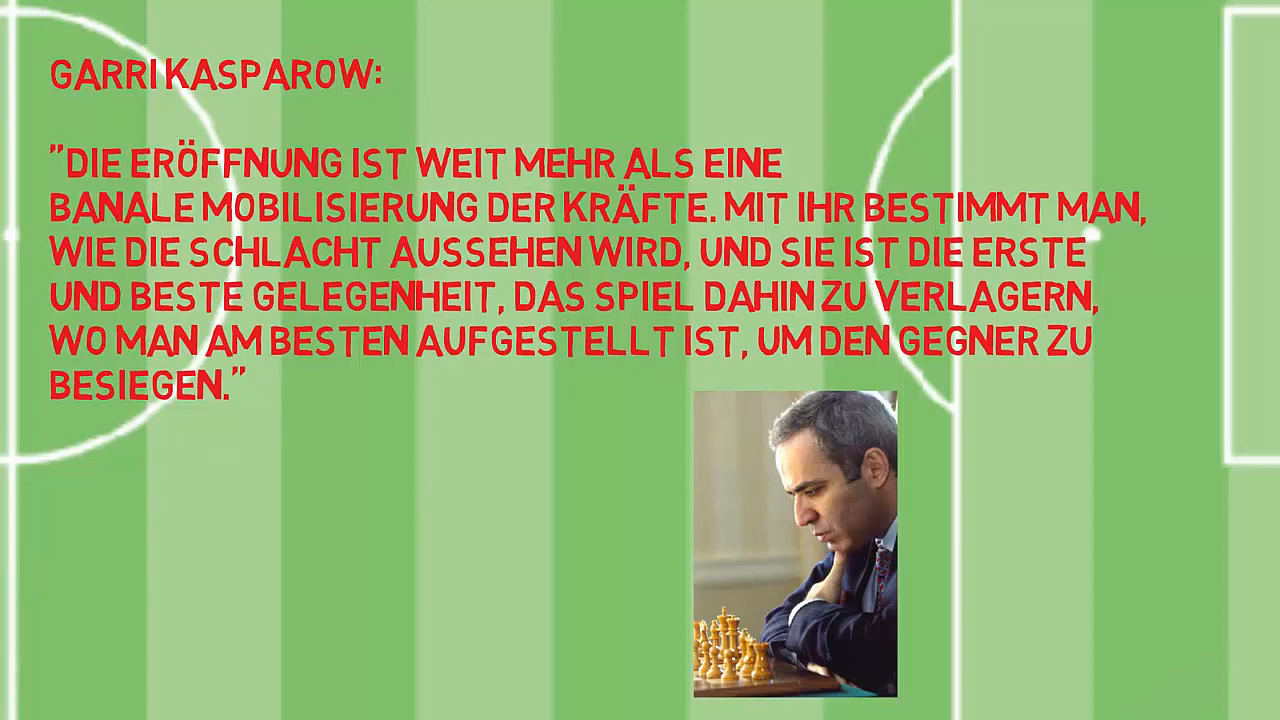 GARRI KASPAROW:
"DIE ERÖFFNUNG IST WEIT MEHR ALS EINE
BANALE MOBILISIERUNG DER KRÄFTE. MIT IHR BESTIMMT MAN,
WIE DIE SCHLACHT AUSSEHEN WIRD, UND SIE IST DIE ERSTE
UND BESTE GELEGENHEIT, DAS SPIEL DAHIN ZU VERLAGERN,
WO MAN AM BESTEN AUFGESTELLT IST, UM DEN GEGNER ZU
BESIEGEN."